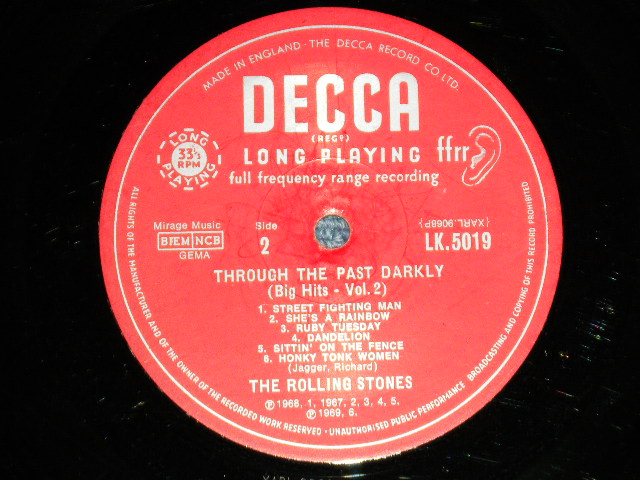 MADE IN ENGLAND · THE DECCA RECORD CO. LTD.
DECCA
(REGD)
LONG PLAYING
ffrr
full frequency range recording
LONG
33⅓
RPM
PLAYING
Mirage Music
BIEM NCB
GEMA
Side
2
{XARL.9068P}
LK.5019
THROUGH THE PAST DARKLY
(Big Hits - Vol. 2)
1. STREET FIGHTING MAN
2. SHE'S A RAINBOW
3. RUBY TUESDAY
4. DANDELION
5. SITTIN' ON THE FENCE
6. HONKY TONK WOMEN
(Jagger, Richard)
THE ROLLING STONES
℗ 1968, 1, 1967, 2, 3, 4, 5.
℗ 1969, 6.
ALL RIGHTS OF THE MANUFACTURER AND OF THE OWNER OF THE RECORDED WORK RESERVED · UNAUTHORISED PUBLIC PERFORMANCE BROADCASTING AND COPYING OF THIS RECORD PROHIBITED